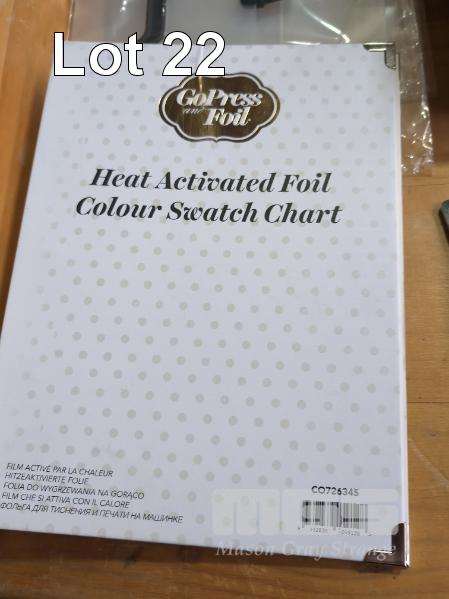 Lot 22
GoPress
and
Foil
Heat Activated Foil
Colour Swatch Chart
FILM ACTIVÉ PAR LA CHALEUR
HITZEAKTIVIERTE FOLIE
FOLIA DO WYGRZEWANIA NA GORĄCO
FILM CHE SI ATTIVA CON IL CALORE
ФОЛЬГА ДЛЯ ТИСНЕНИЯ И ПЕЧАТИ НА МАШИНКЕ
CO726345
Mason Gray Strange